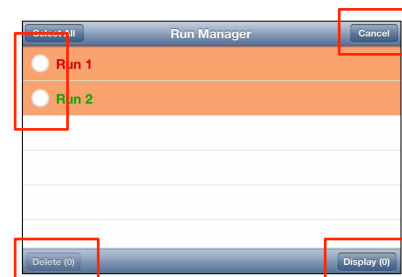 Select All Run Manager Cancel
Run 1
Run 2
Delete (0) Display (0)